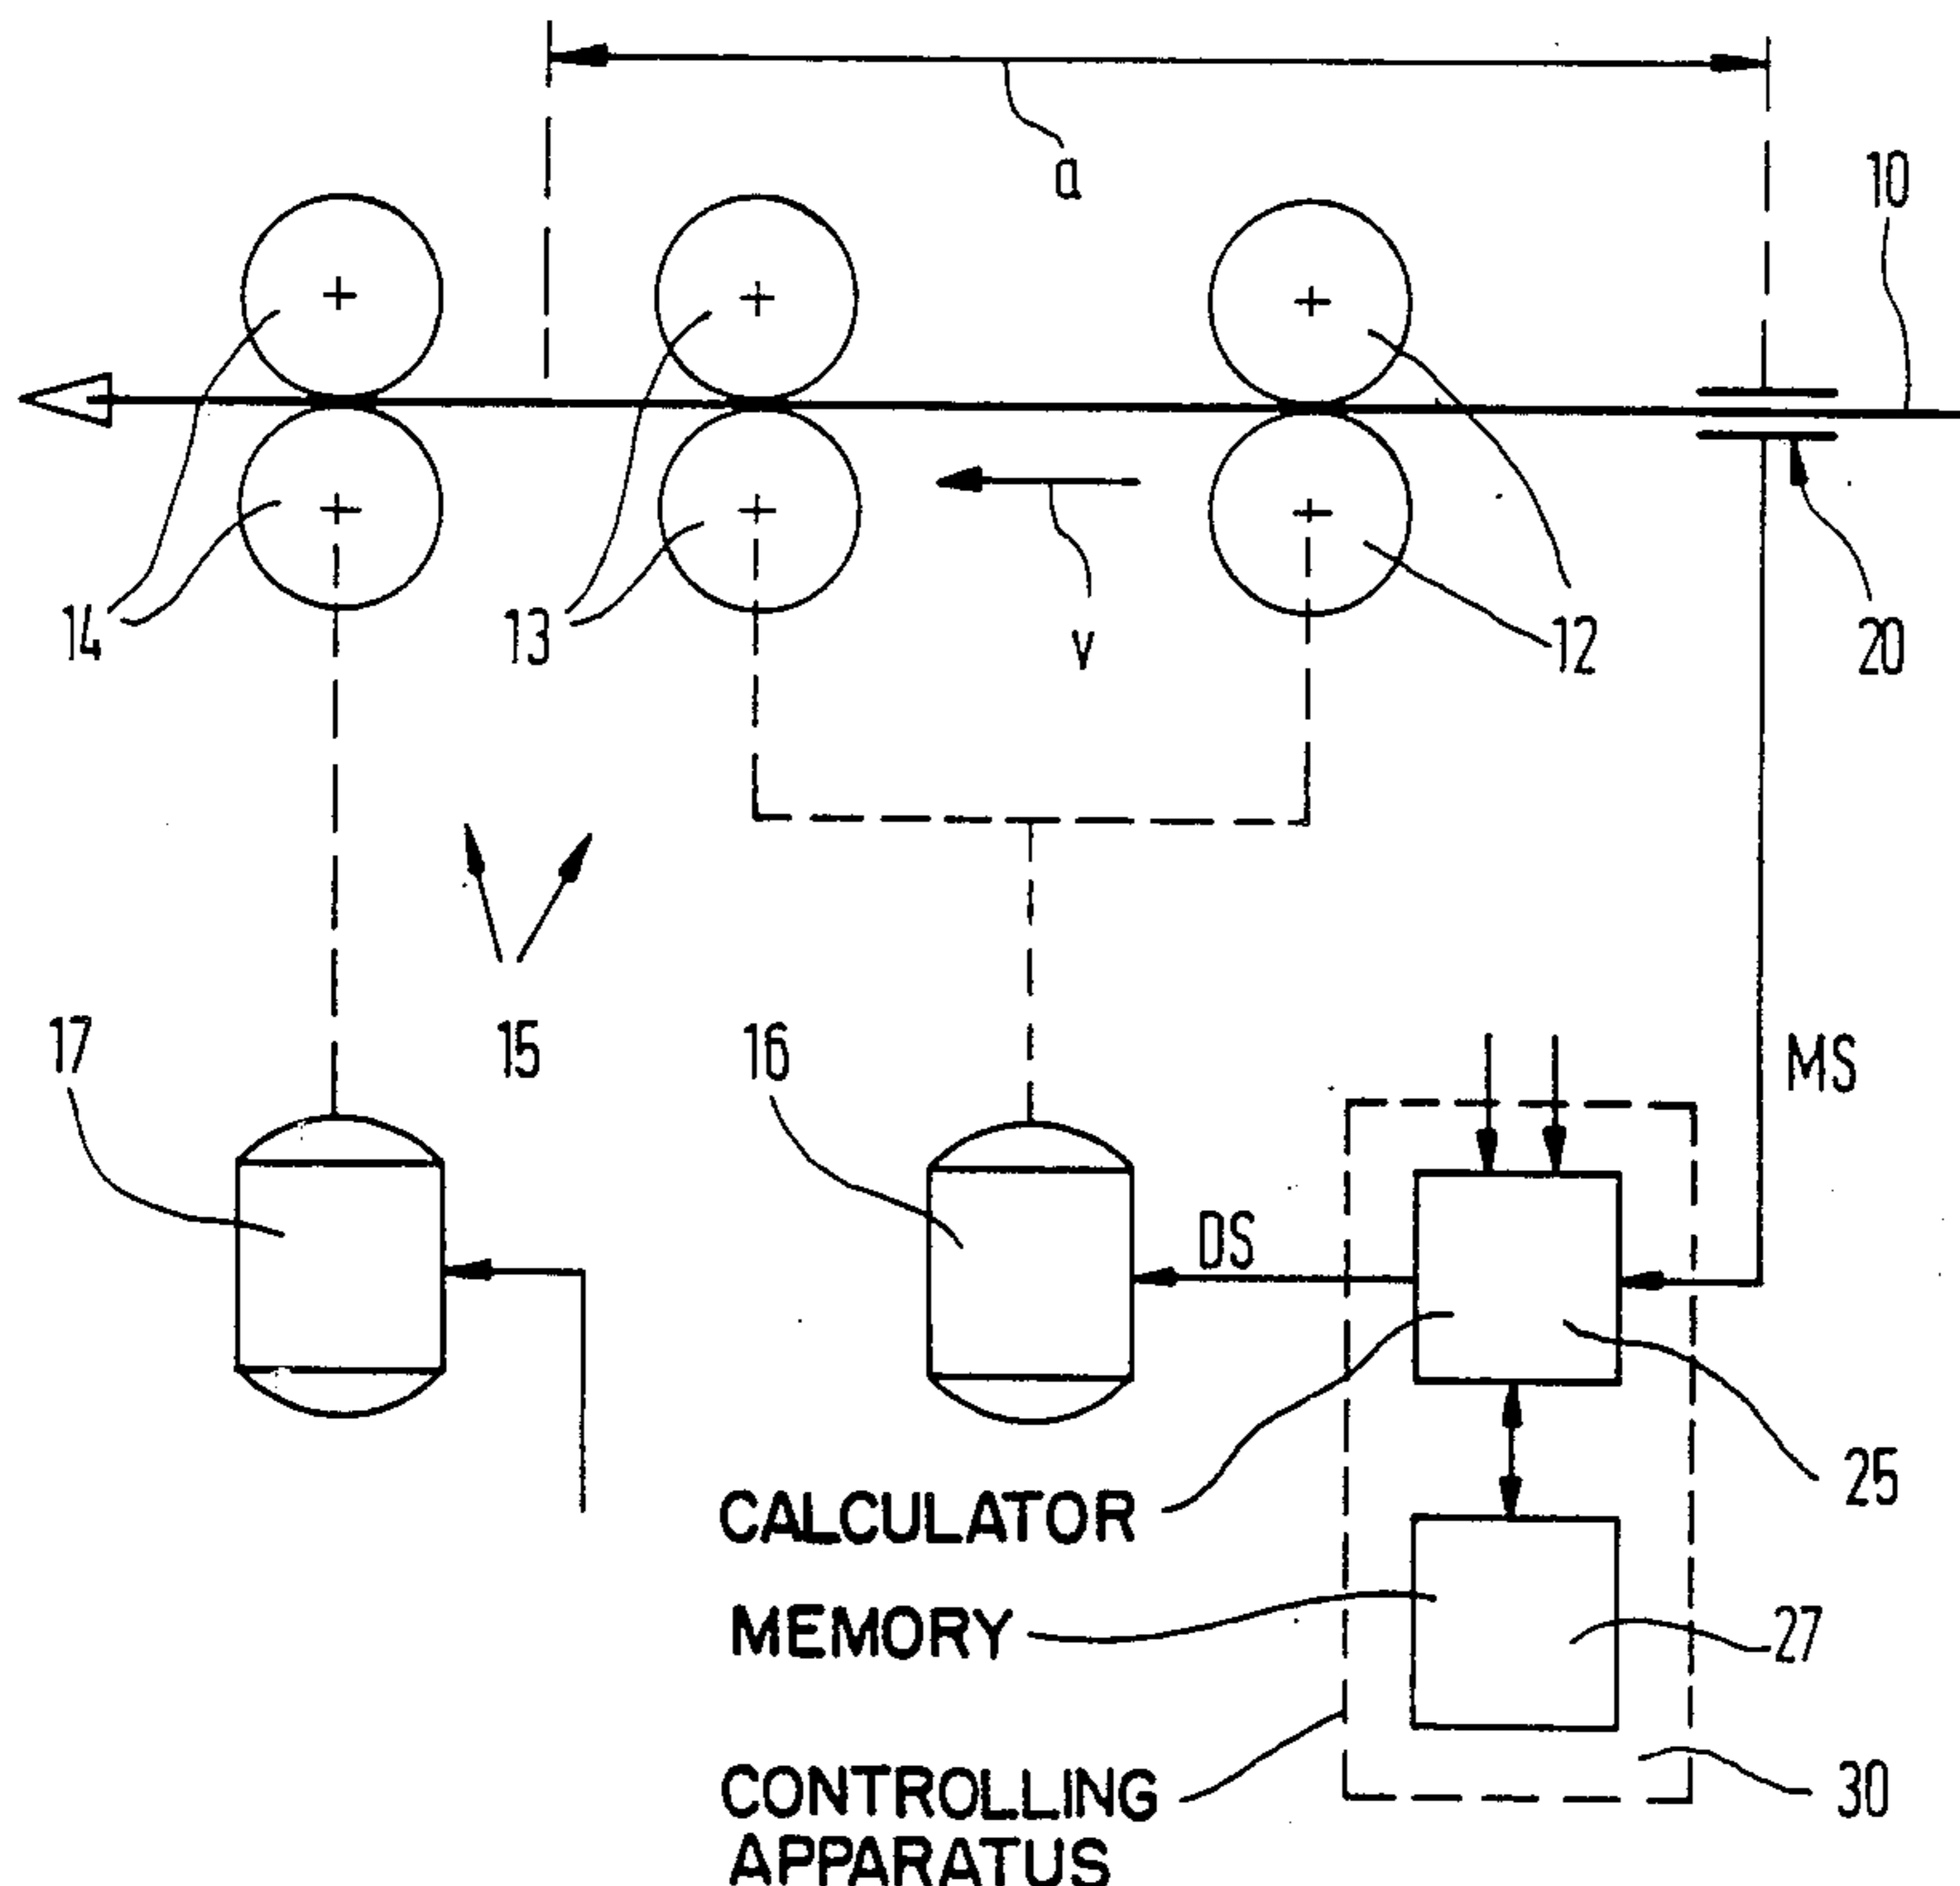 a
10
14
13
v
12
20
17
15
16
MS
DS
25
CALCULATOR
MEMORY
27
CONTROLLING
APPARATUS
30